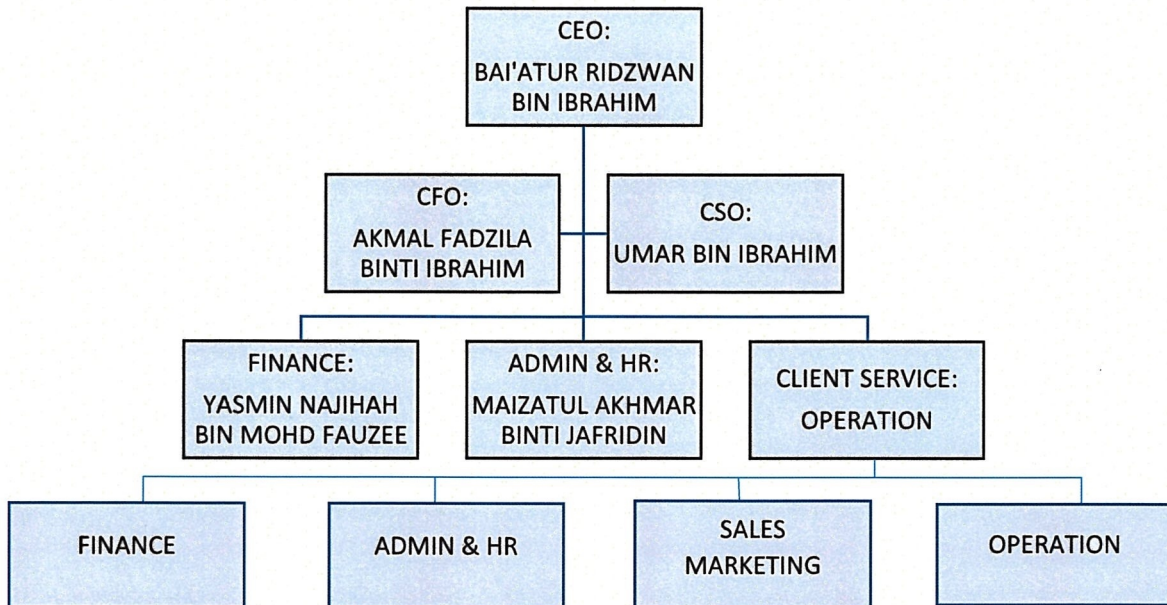 CEO:
BAI'ATUR RIDZWAN
BIN IBRAHIM
CFO:
AKMAL FADZILA
BINTI IBRAHIM
CSO:
UMAR BIN IBRAHIM
FINANCE:
YASMIN NAJIHAH
BIN MOHD FAUZEE
ADMIN & HR:
MAIZATUL AKHMAR
BINTI JAFRIDIN
CLIENT SERVICE:
OPERATION
FINANCE
ADMIN & HR
SALES
MARKETING
OPERATION